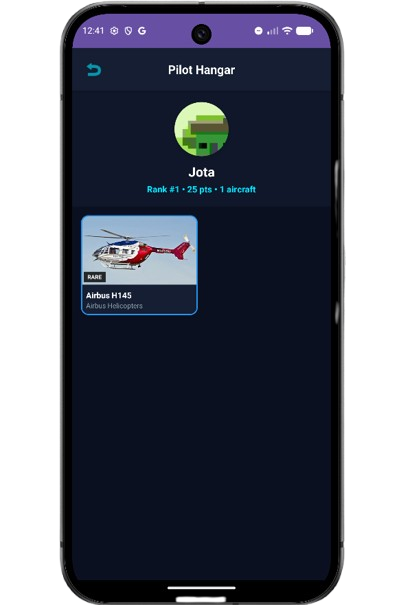 12:41
Pilot Hangar
Jota
Rank #1 • 25 pts • 1 aircraft
RARE
Airbus H145
Airbus Helicopters